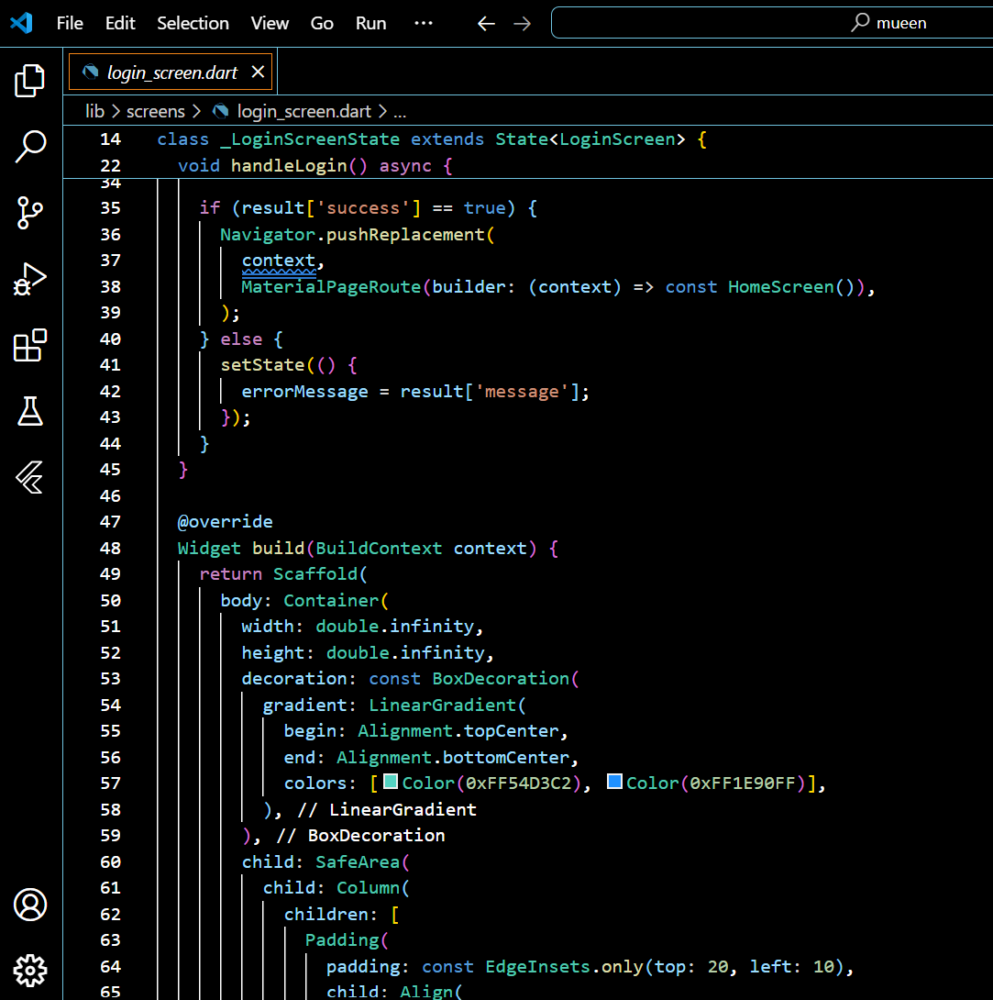 File Edit Selection View Go Run ··· mueen
login_screen.dart
lib > screens > login_screen.dart > ...
14 class _LoginScreenState extends State<LoginScreen> {
22 void handleLogin() async {
34
35 if (result['success'] == true) {
36 Navigator.pushReplacement(
37 context,
38 MaterialPageRoute(builder: (context) => const HomeScreen()),
39 );
40 } else {
41 setState(() {
42 errorMessage = result['message'];
43 });
44 }
45 }
46
47 @override
48 Widget build(BuildContext context) {
49 return Scaffold(
50 body: Container(
51 width: double.infinity,
52 height: double.infinity,
53 decoration: const BoxDecoration(
54 gradient: LinearGradient(
55 begin: Alignment.topCenter,
56 end: Alignment.bottomCenter,
57 colors: [Color(0xFF54D3C2), Color(0xFF1E90FF)],
58 ), // LinearGradient
59 ), // BoxDecoration
60 child: SafeArea(
61 child: Column(
62 children: [
63 Padding(
64 padding: const EdgeInsets.only(top: 20, left: 10),
65 child: Align(